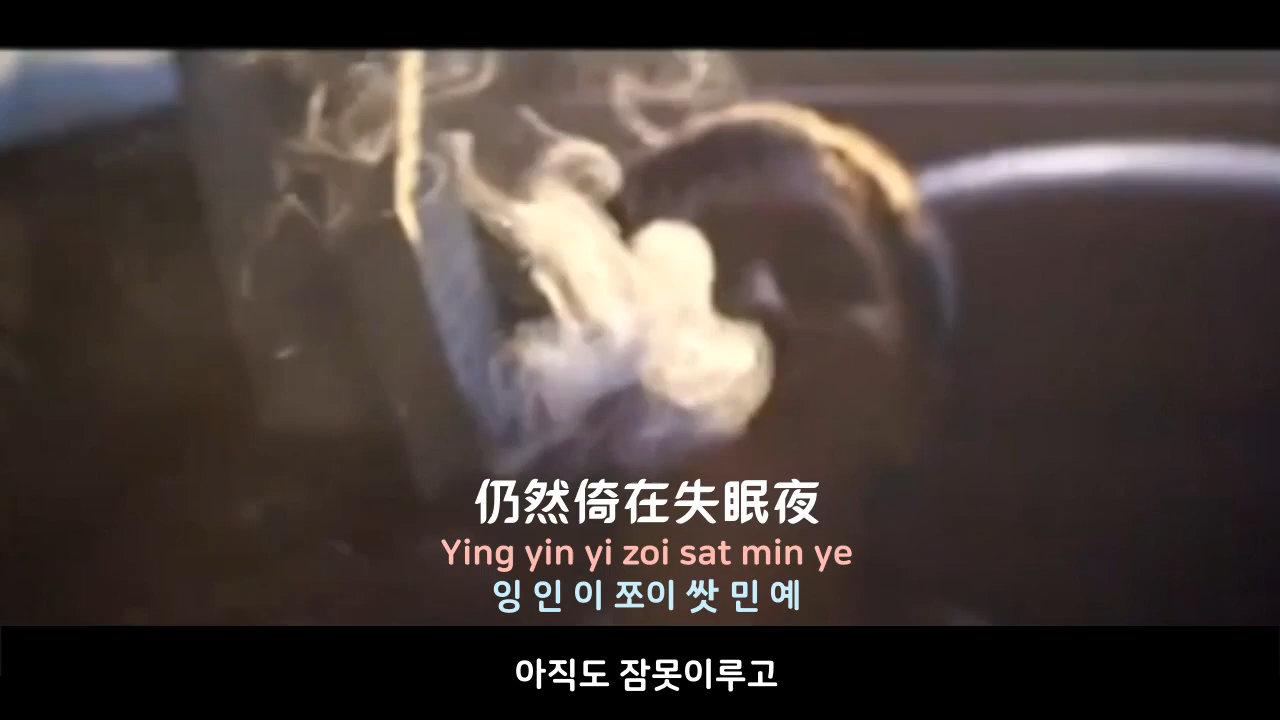 仍然倚在失眠夜
Ying yin yi zoi sat min ye
잉 인 이 쪼이 쌋 민 예
아직도 잠못이루고